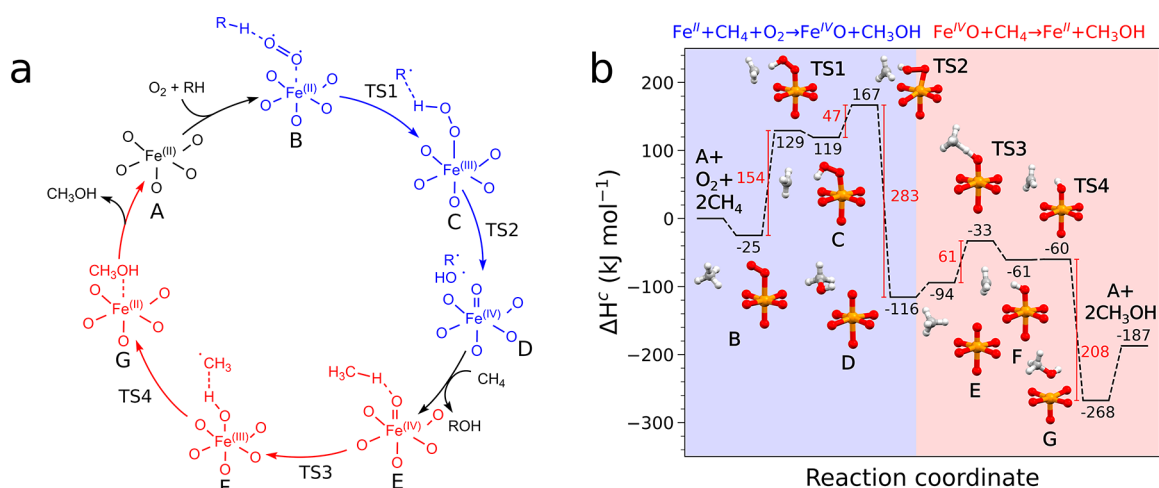 a
R
H
O
O
O
O
Fe(II)
O
O
O
B
O2 + RH
TS1
R˙
H
O
O
O
O
Fe(III)
O
O
O
C
O
O
Fe(II)
O
O
O
A
CH3OH
TS2
R˙
HO˙
O
O
O
Fe(IV)
O
O
O
D
CH3OH
O
O
Fe(II)
O
O
O
G
CH4
ROH
TS4
˙CH3
H
O
O
O
Fe(III)
O
O
O
F
TS3
H3C
H
O
O
O
Fe(IV)
O
O
O
E
b
FeII+CH4+O2→FeIVO+CH3OH
FeIVO+CH4→FeII+CH3OH
ΔHc (kJ mol−1)
200
100
0
−100
−200
−300
A+
O2+
2CH4
-25
154
129
TS1
119
47
167
TS2
283
-116
-94
61
-33
TS3
-61
-60
TS4
208
-268
A+
2CH3OH
-187
B
C
D
E
F
G
Reaction coordinate